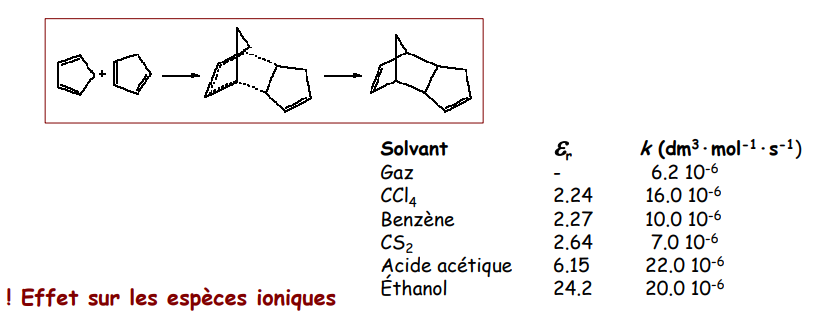 +
Solvant εr k (dm³·mol⁻¹·s⁻¹)
Gaz - 6.2 10⁻⁶
CCl₄ 2.24 16.0 10⁻⁶
Benzène 2.27 10.0 10⁻⁶
CS₂ 2.64 7.0 10⁻⁶
Acide acétique 6.15 22.0 10⁻⁶
Éthanol 24.2 20.0 10⁻⁶
! Effet sur les espèces ioniques